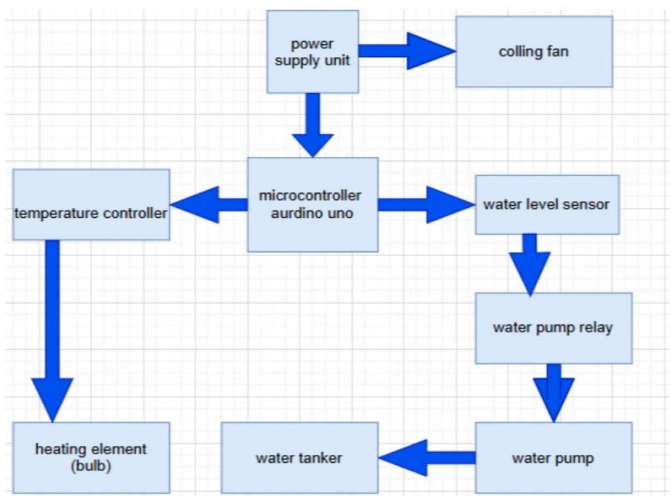 power
supply unit
colling fan
microcontroller
aurdino uno
temperature controller
water level sensor
water pump relay
heating element
(bulb)
water tanker
water pump